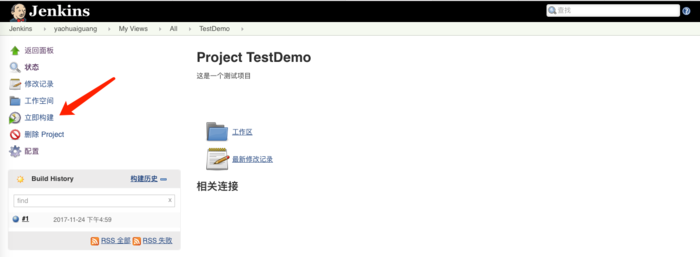 Jenkins
查找
Jenkins › yaohuaiguang › My Views › All › TestDemo ›
返回面板
状态
修改记录
工作空间
立即构建
删除 Project
配置
Build History 构建历史
find x
#1 2017-11-24 下午4:59
RSS 全部 RSS 失败
Project TestDemo
这是一个测试项目
工作区
最新修改记录
相关连接